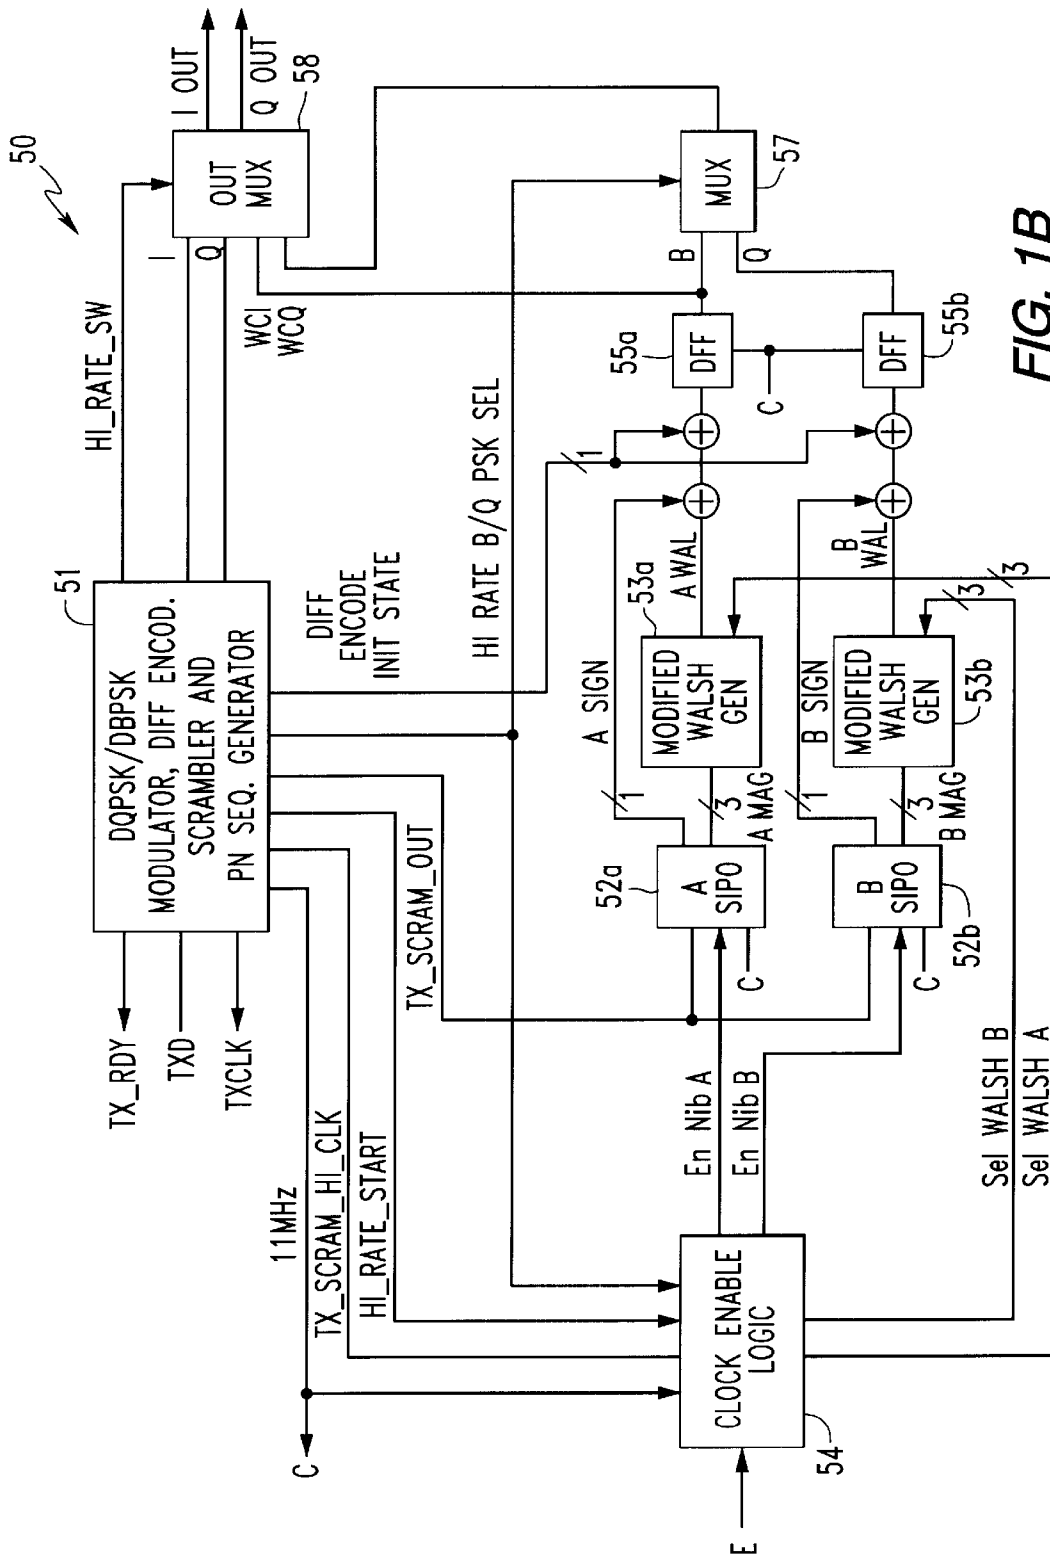 50
I OUT
Q OUT
58
OUT
MUX
HI_RATE_SW
I
Q
WCI
WCQ
51
DQPSK/DBPSK
MODULATOR, DIFF ENCOD.
SCRAMBLER AND
PN SEQ. GENERATOR
TX_RDY
TXD
TXCLK
DIFF
ENCODE
INIT STATE
HI RATE B/Q PSK SEL
11MHz
TX_SCRAM_HI_CLK
HI_RATE_START
TX_SCRAM_OUT
C
1
57
MUX
B
Q
55a
DFF
C
DFF
55b
A SIGN
1
A WAL
53a
MODIFIED
WALSH
GEN
3
A MAG
52a
A
SIPO
C
B SIGN
1
B
WAL
MODIFIED
WALSH
GEN
53b
3
B MAG
B
SIPO
52b
C
3
3
En Nib A
En Nib B
Sel WALSH B
Sel WALSH A
CLOCK ENABLE
LOGIC
54
E
FIG. 1B